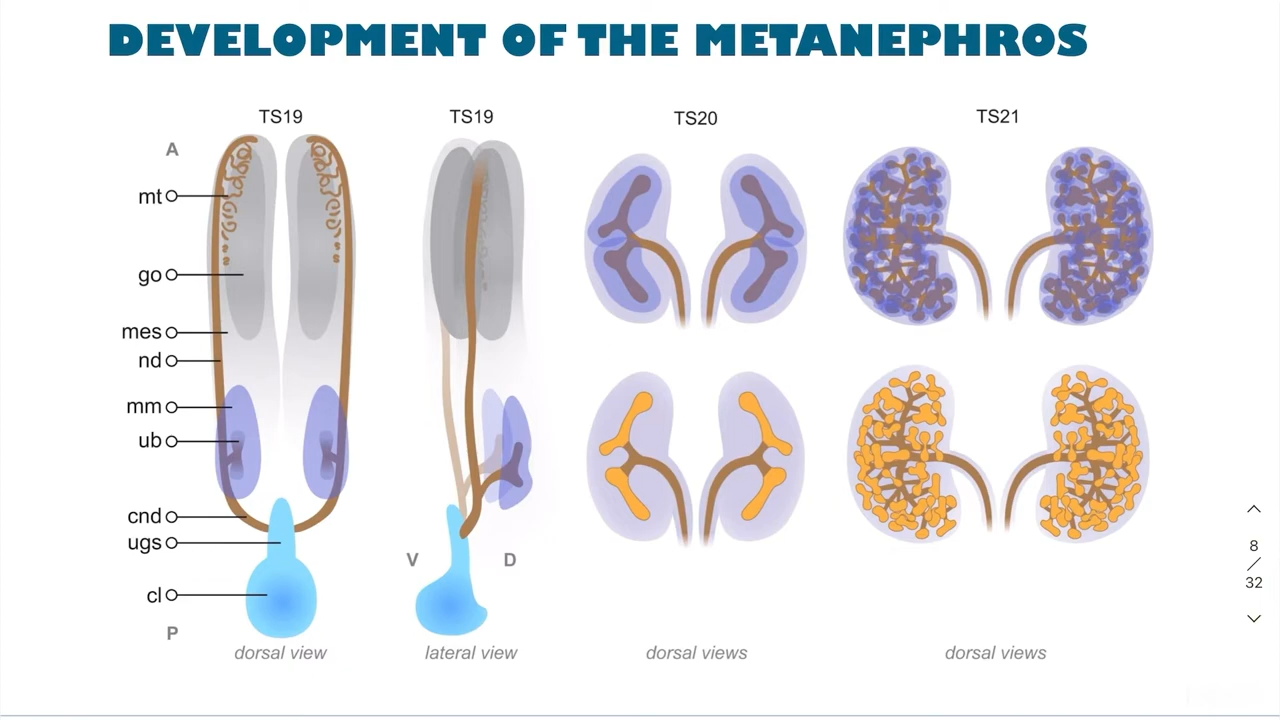 DEVELOPMENT OF THE METANEPHROS
TS19
TS19
TS20
TS21
A
mt
go
mes
nd
mm
ub
cnd
ugs
cl
P
V
D
8
/
32
dorsal view
lateral view
dorsal views
dorsal views